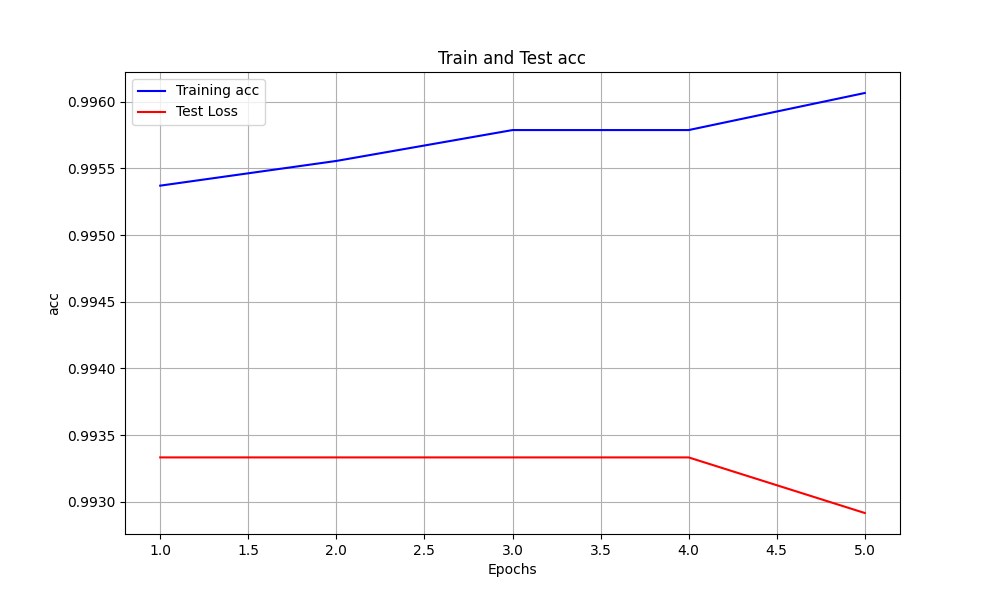 Train and Test acc
Training acc
Test Loss
0.9960
0.9955
0.9950
0.9945
0.9940
0.9935
0.9930
acc
1.0 1.5 2.0 2.5 3.0 3.5 4.0 4.5 5.0
Epochs